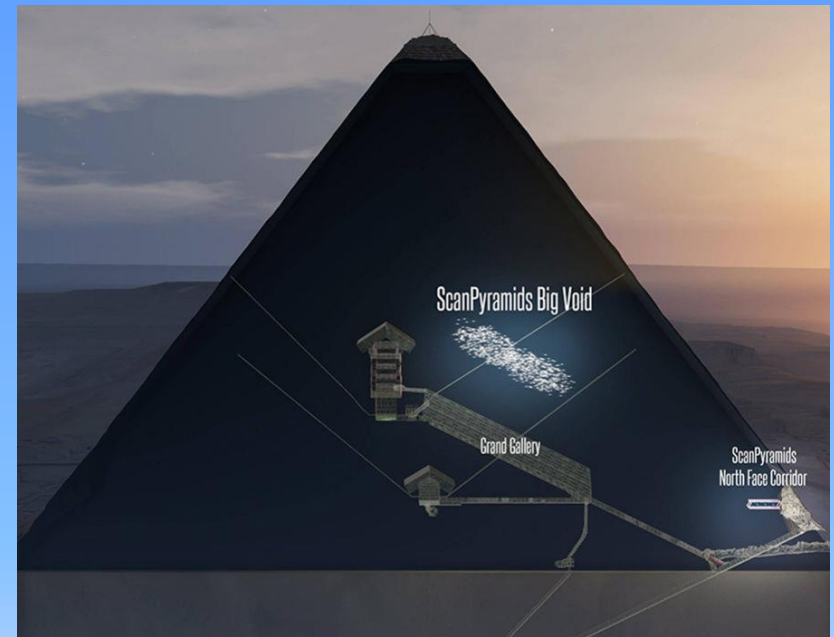 ScanPyramids Big Void
Grand Gallery
ScanPyramids
North Face Corridor